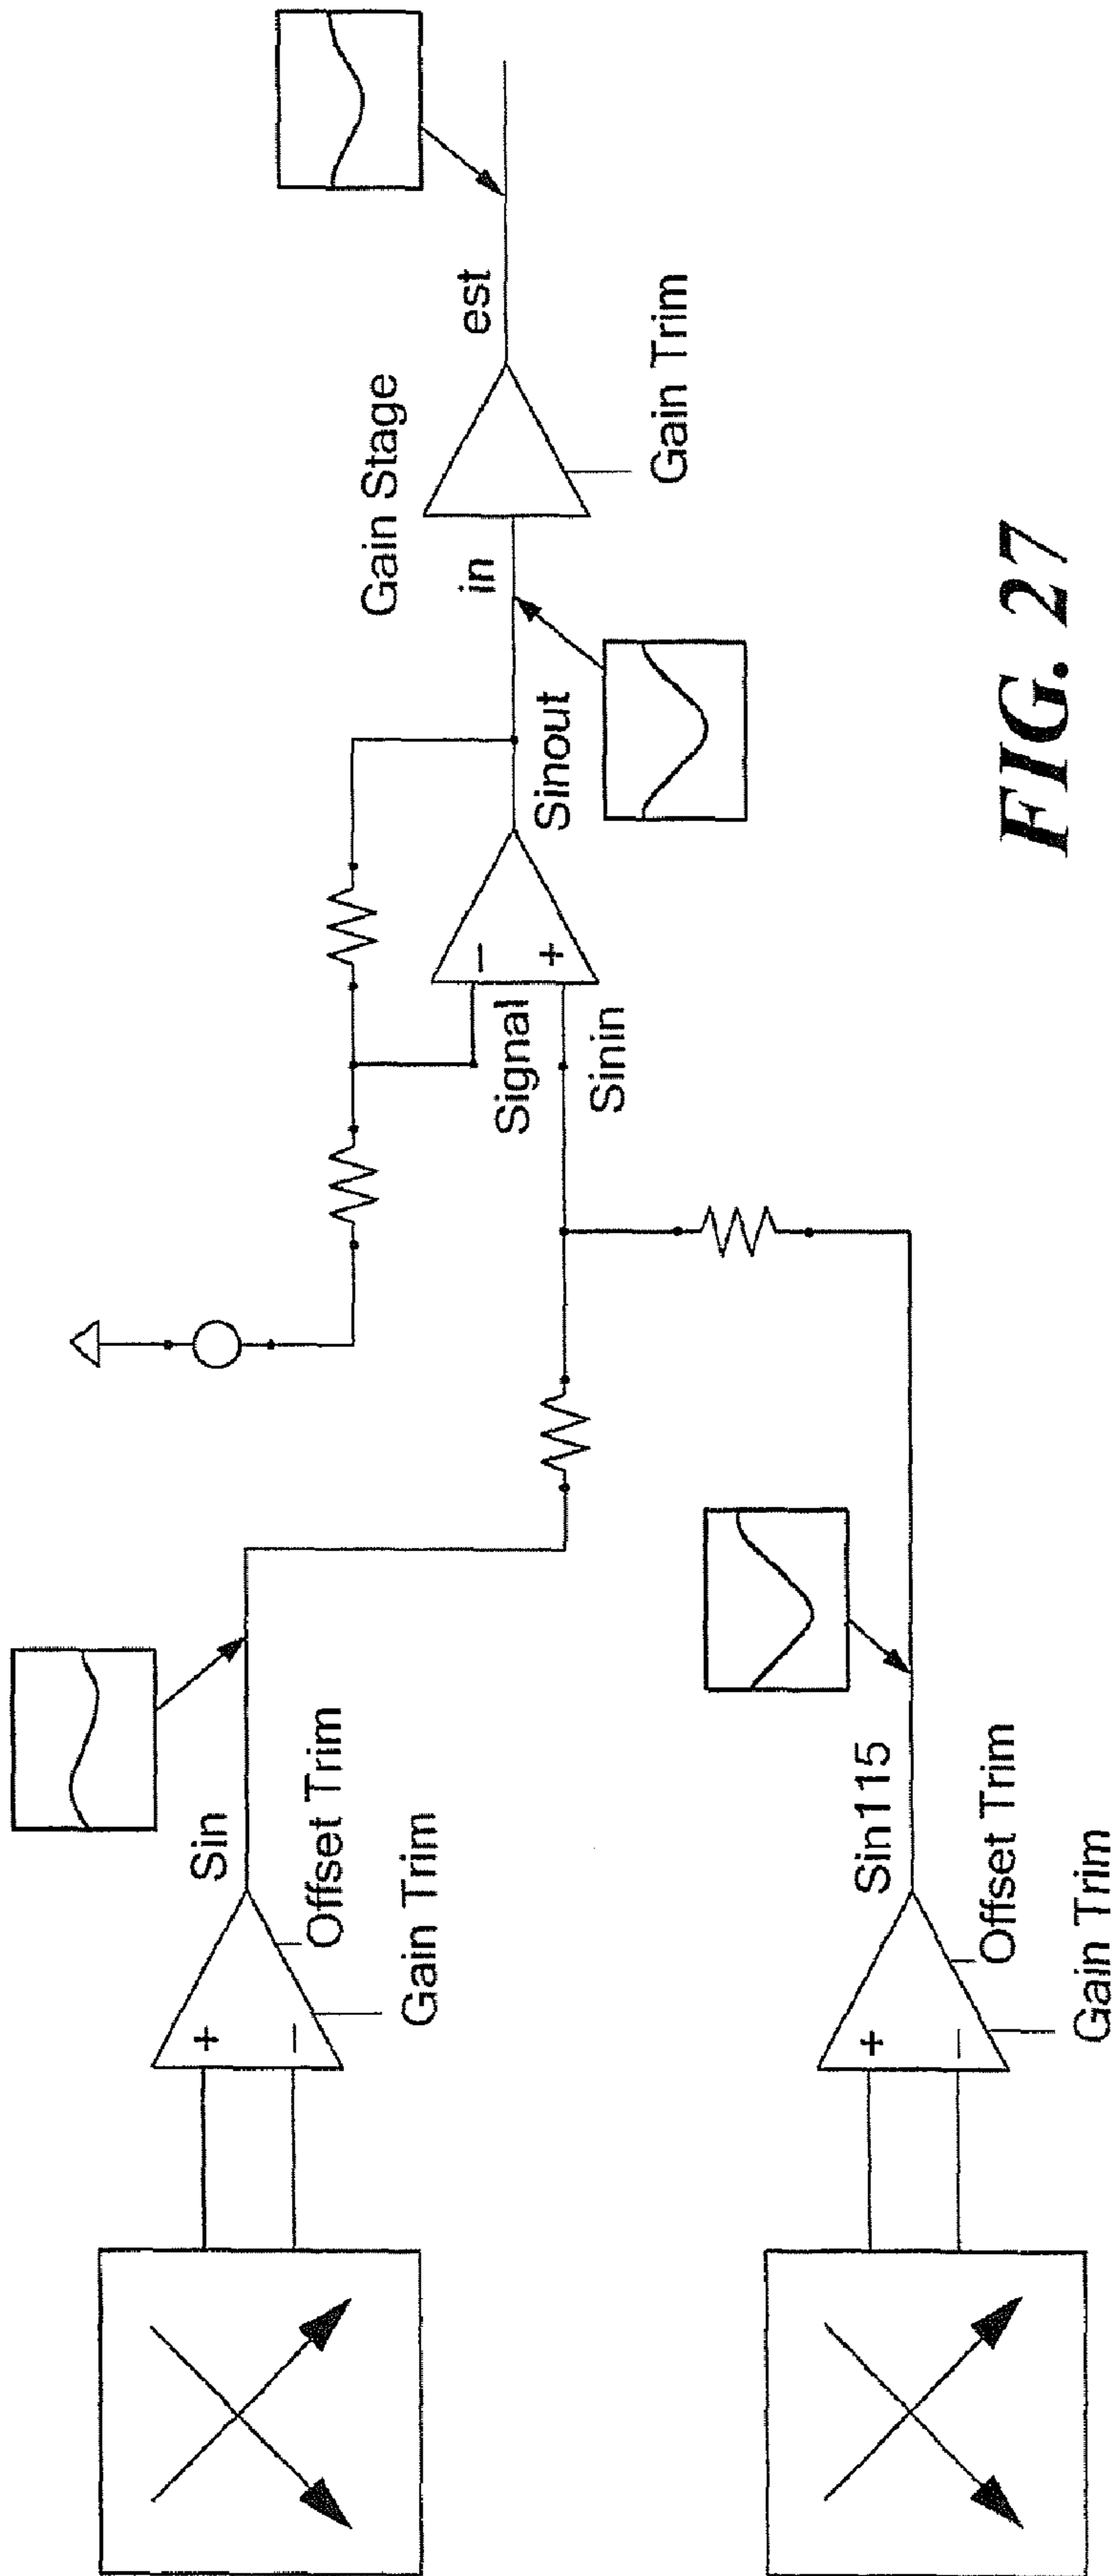 Sin
+
−
Offset Trim
Gain Trim
Sin115
+
−
Offset Trim
Gain Trim
Signal
−
+
Sinin
Sinout
Gain Stage
in
est
Gain Trim
FIG. 27